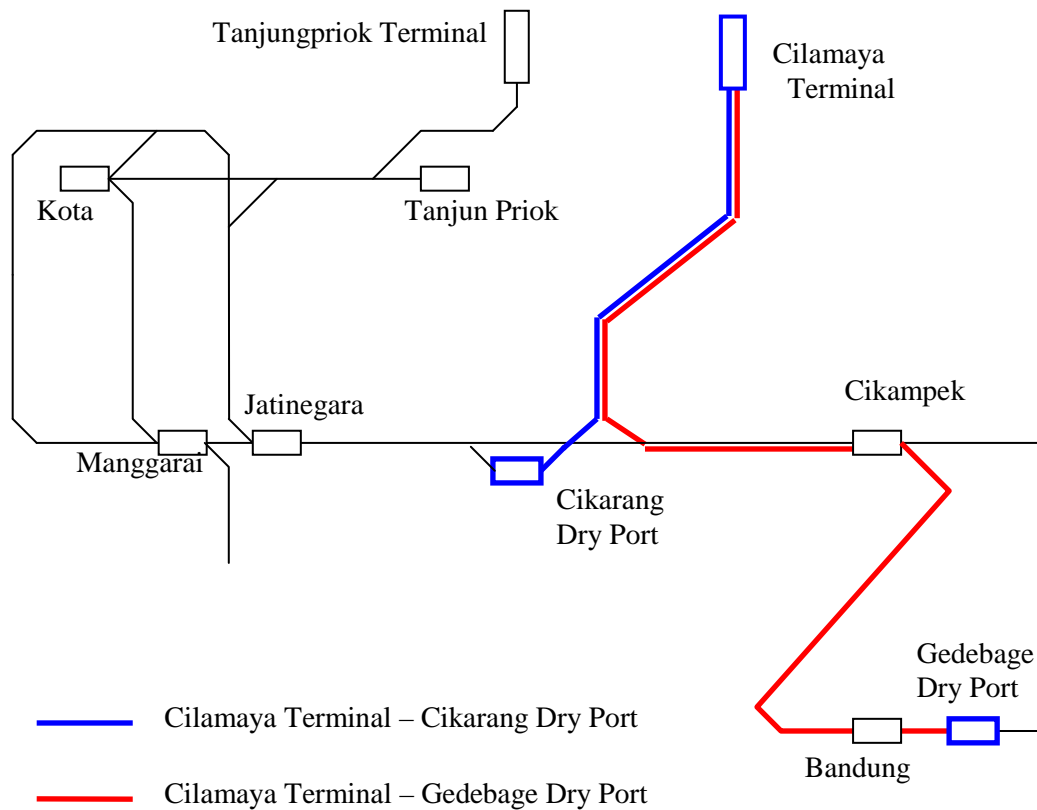 Tanjungpriok Terminal
Cilamaya
Terminal
Kota
Tanjun Priok
Jatinegara
Cikampek
Manggarai
Cikarang
Dry Port
Gedebage
Dry Port
Cilamaya Terminal – Cikarang Dry Port
Bandung
Cilamaya Terminal – Gedebage Dry Port